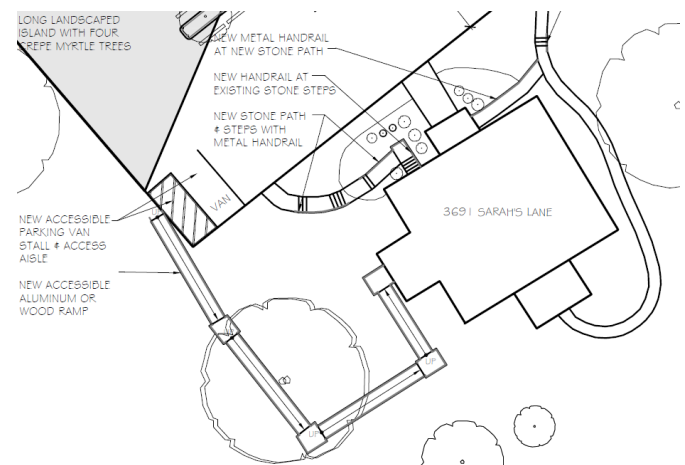 LONG LANDSCAPED
ISLAND WITH FOUR
CREPE MYRTLE TREES
NEW METAL HANDRAIL
AT NEW STONE PATH
NEW HANDRAIL AT
EXISTING STONE STEPS
NEW STONE PATH
& STEPS WITH
METAL HANDRAIL
VAN
3691 SARAH'S LANE
NEW ACCESSIBLE
PARKING VAN
STALL & ACCESS
AISLE
NEW ACCESSIBLE
ALUMINUM OR
WOOD RAMP
UP
UP